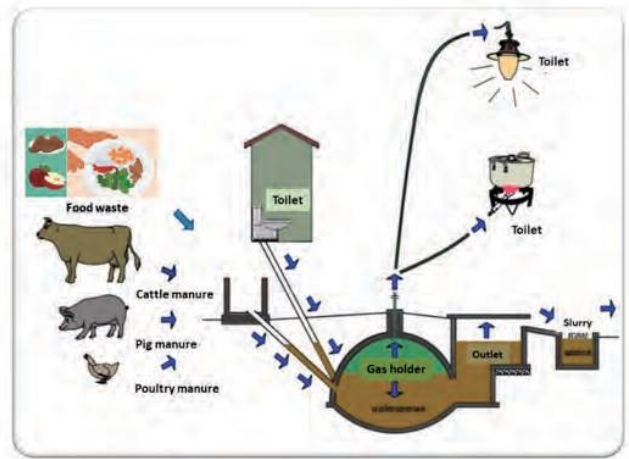 Toilet
Food waste
Toilet
Toilet
Cattle manure
Pig manure
Poultry manure
Gas holder
Outlet
Slurry